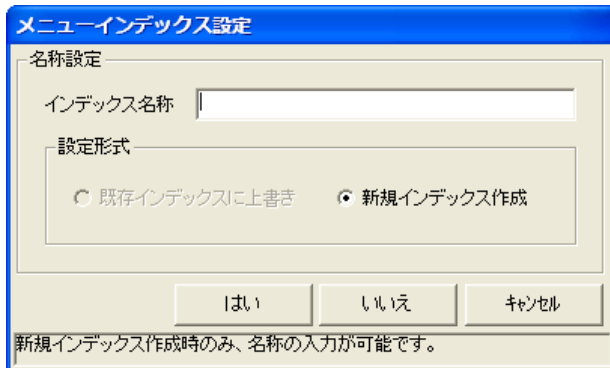 メニューインデックス設定
名称設定
インデックス名称
設定形式
既存インデックスに上書き 新規インデックス作成
はい いいえ ｷｬﾝｾﾙ
新規インデックス作成時のみ、名称の入力が可能です。